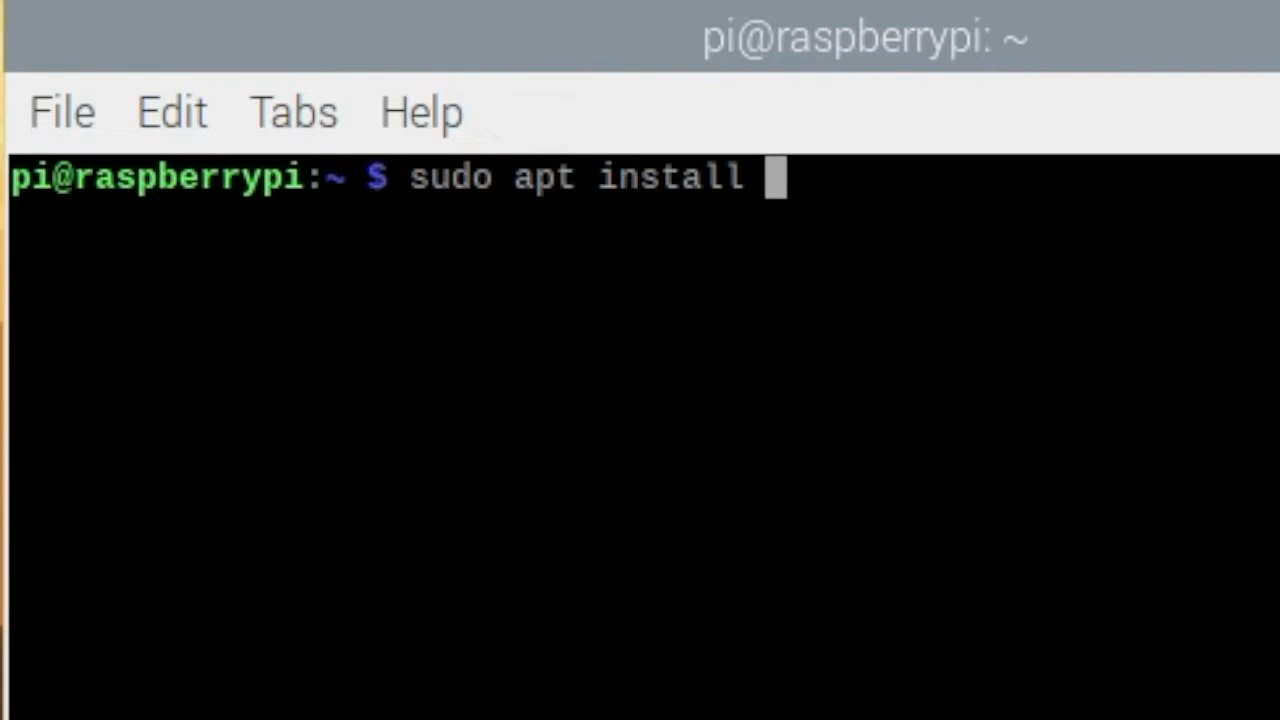 pi@raspberrypi: ~
File Edit Tabs Help
pi@raspberrypi:~ $ sudo apt install